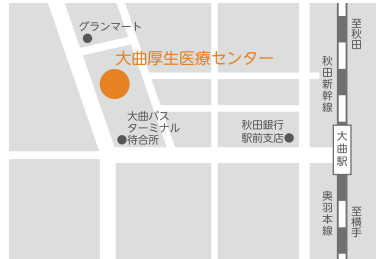 グランマート
大曲厚生医療センター
大曲バス
ターミナル
待合所
秋田銀行
駅前支店
至秋田
秋田新幹線
大曲駅
奥羽本線
至横手